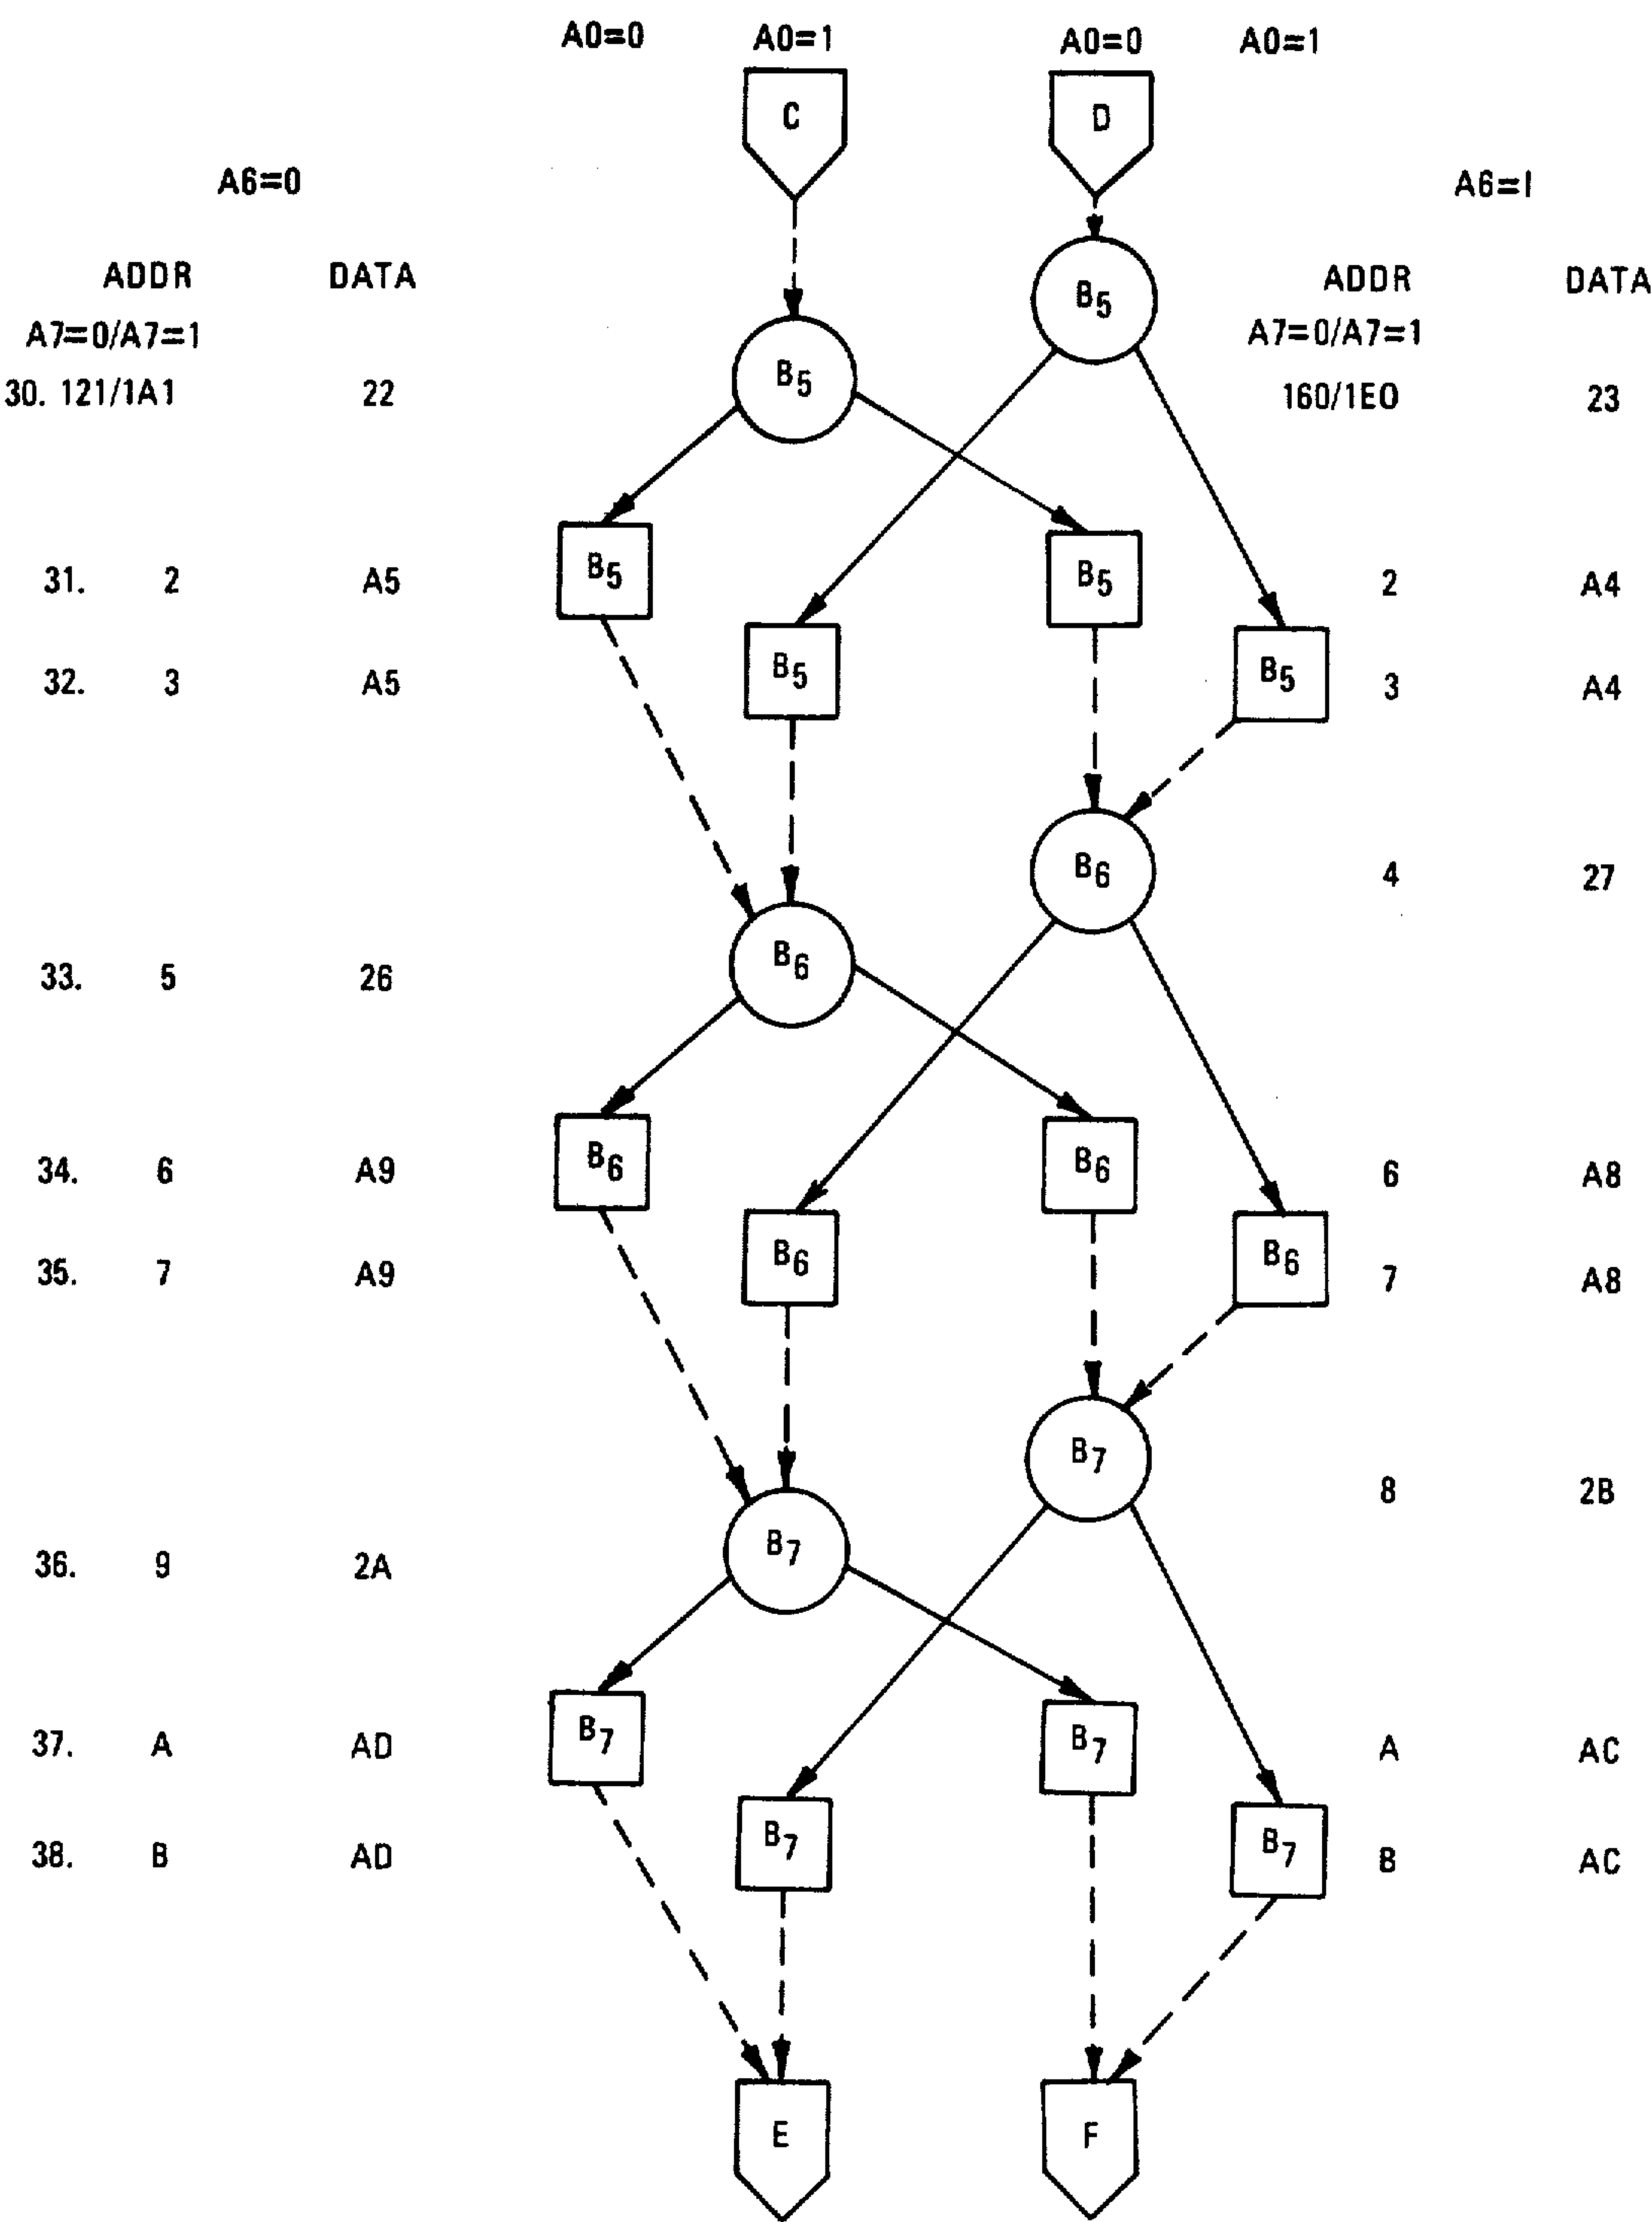 A0=0 A0=1 A0=0 A0=1
C D
A6=0 A6=1
ADDR DATA ADDR DATA
A7=0/A7=1 A7=0/A7=1
B5
B5
30. 121/1A1 22 160/1E0 23
31. 2 A5 B5 B5 2 A4
32. 3 A5 B5 B5 3 A4
B6 4 27
33. 5 26 B6
34. 6 A9 B6 B6 6 A8
35. 7 A9 B6 B6 7 A8
B7 8 2B
36. 9 2A B7
37. A AD B7 B7 A AC
38. B AD B7 B7 B AC
E F